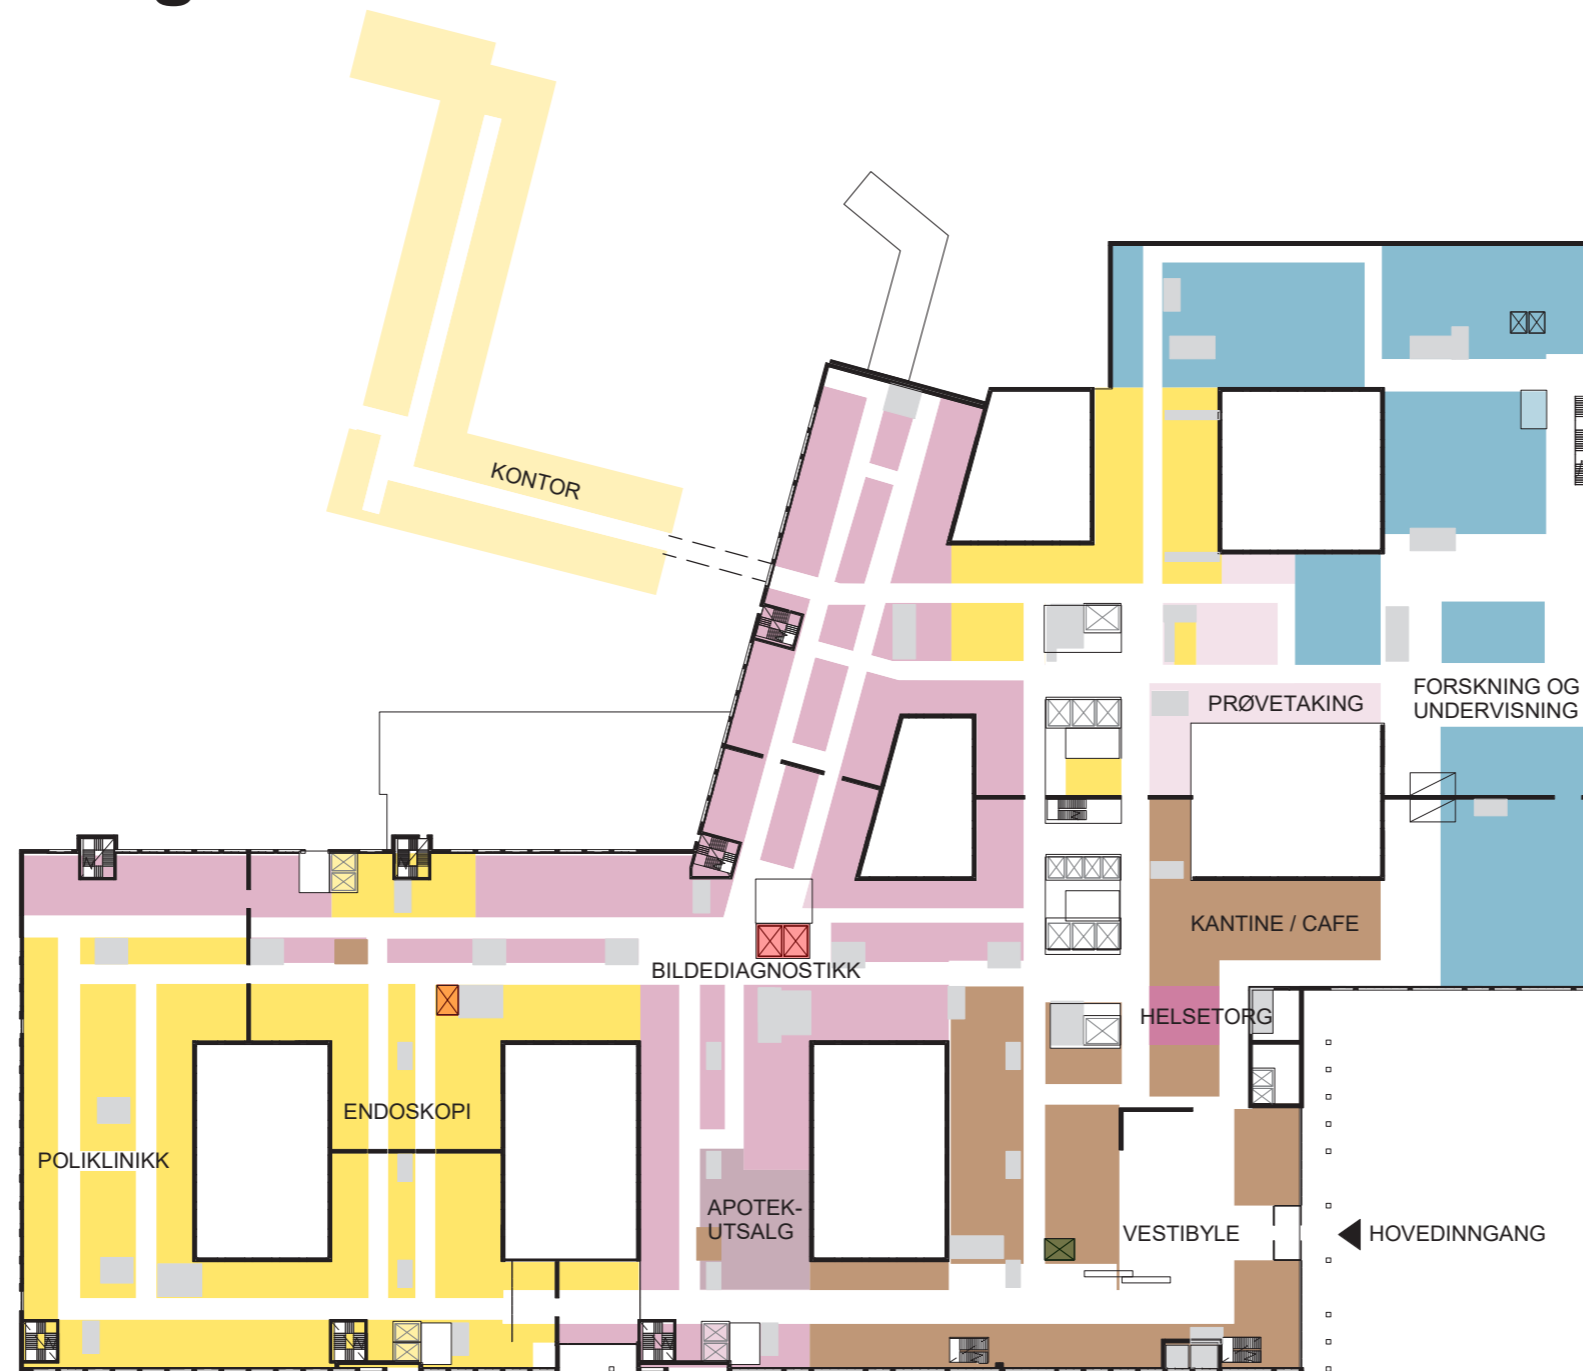 KONTOR
FORSKNING OG
UNDERVISNING
PRØVETAKING
KANTINE / CAFE
BILDEDIAGNOSTIKK
HELSETORG
ENDOSKOPI
POLIKLINIKK
APOTEK-
UTSALG
VESTIBYLE
HOVEDINNGANG